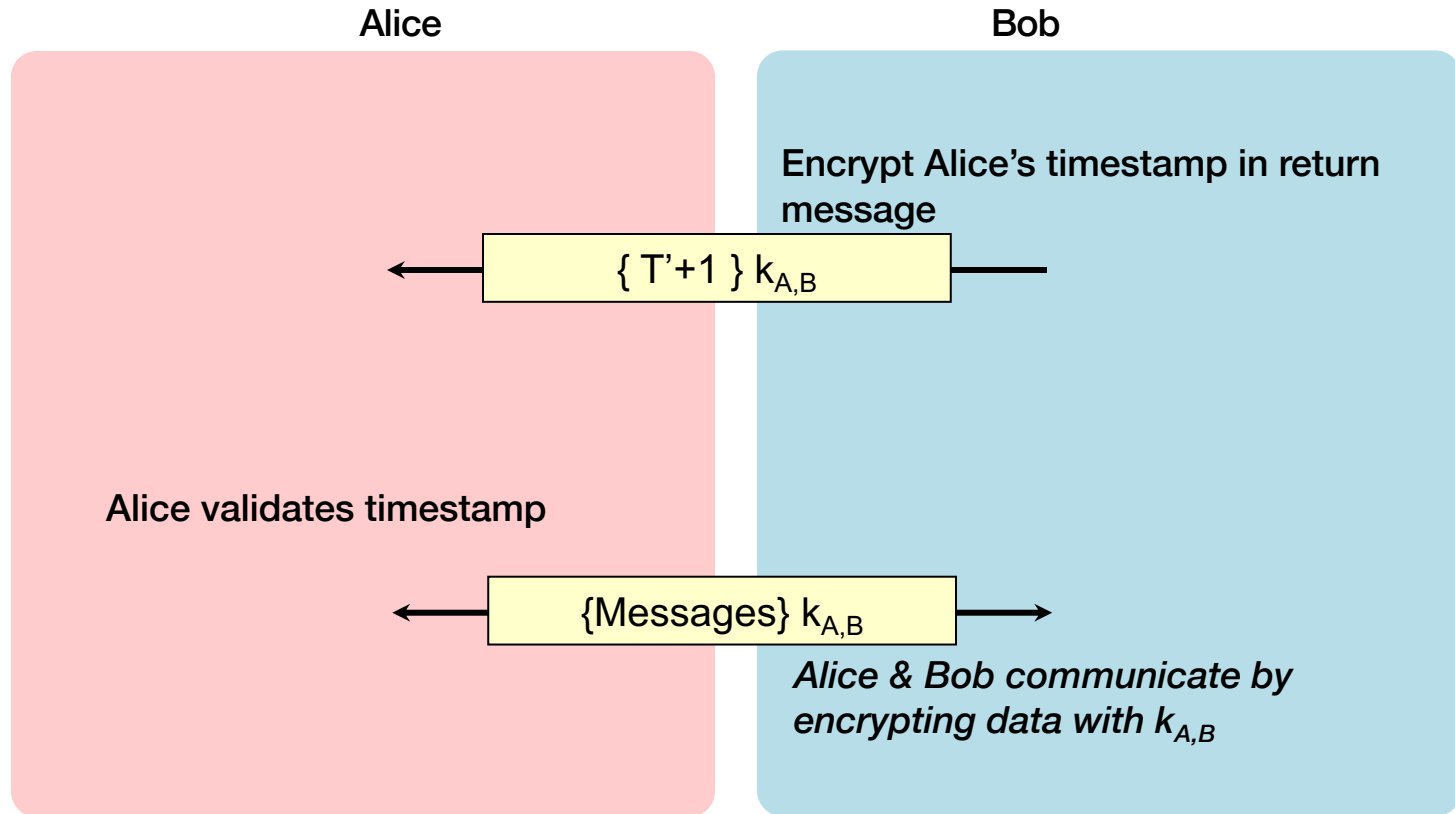 Alice
Bob
Encrypt Alice’s timestamp in return
message
{ T’+1 } kA,B
Alice validates timestamp
{Messages} kA,B
Alice & Bob communicate by
encrypting data with kA,B